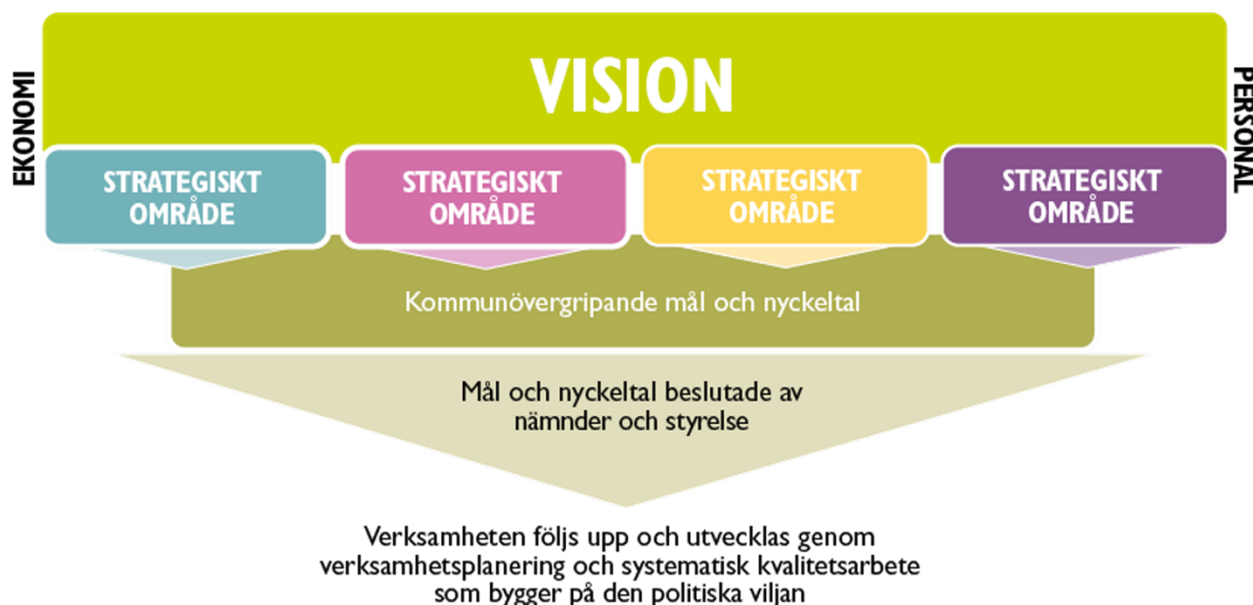 VISION
EKONOMI
PERSONAL
STRATEGISKT
OMRÅDE
STRATEGISKT
OMRÅDE
STRATEGISKT
OMRÅDE
STRATEGISKT
OMRÅDE
Kommunövergripande mål och nyckeltal
Mål och nyckeltal beslutade av
nämnder och styrelse
Verksamheten följs upp och utvecklas genom
verksamhetsplanering och systematisk kvalitetsarbete
som bygger på den politiska viljan